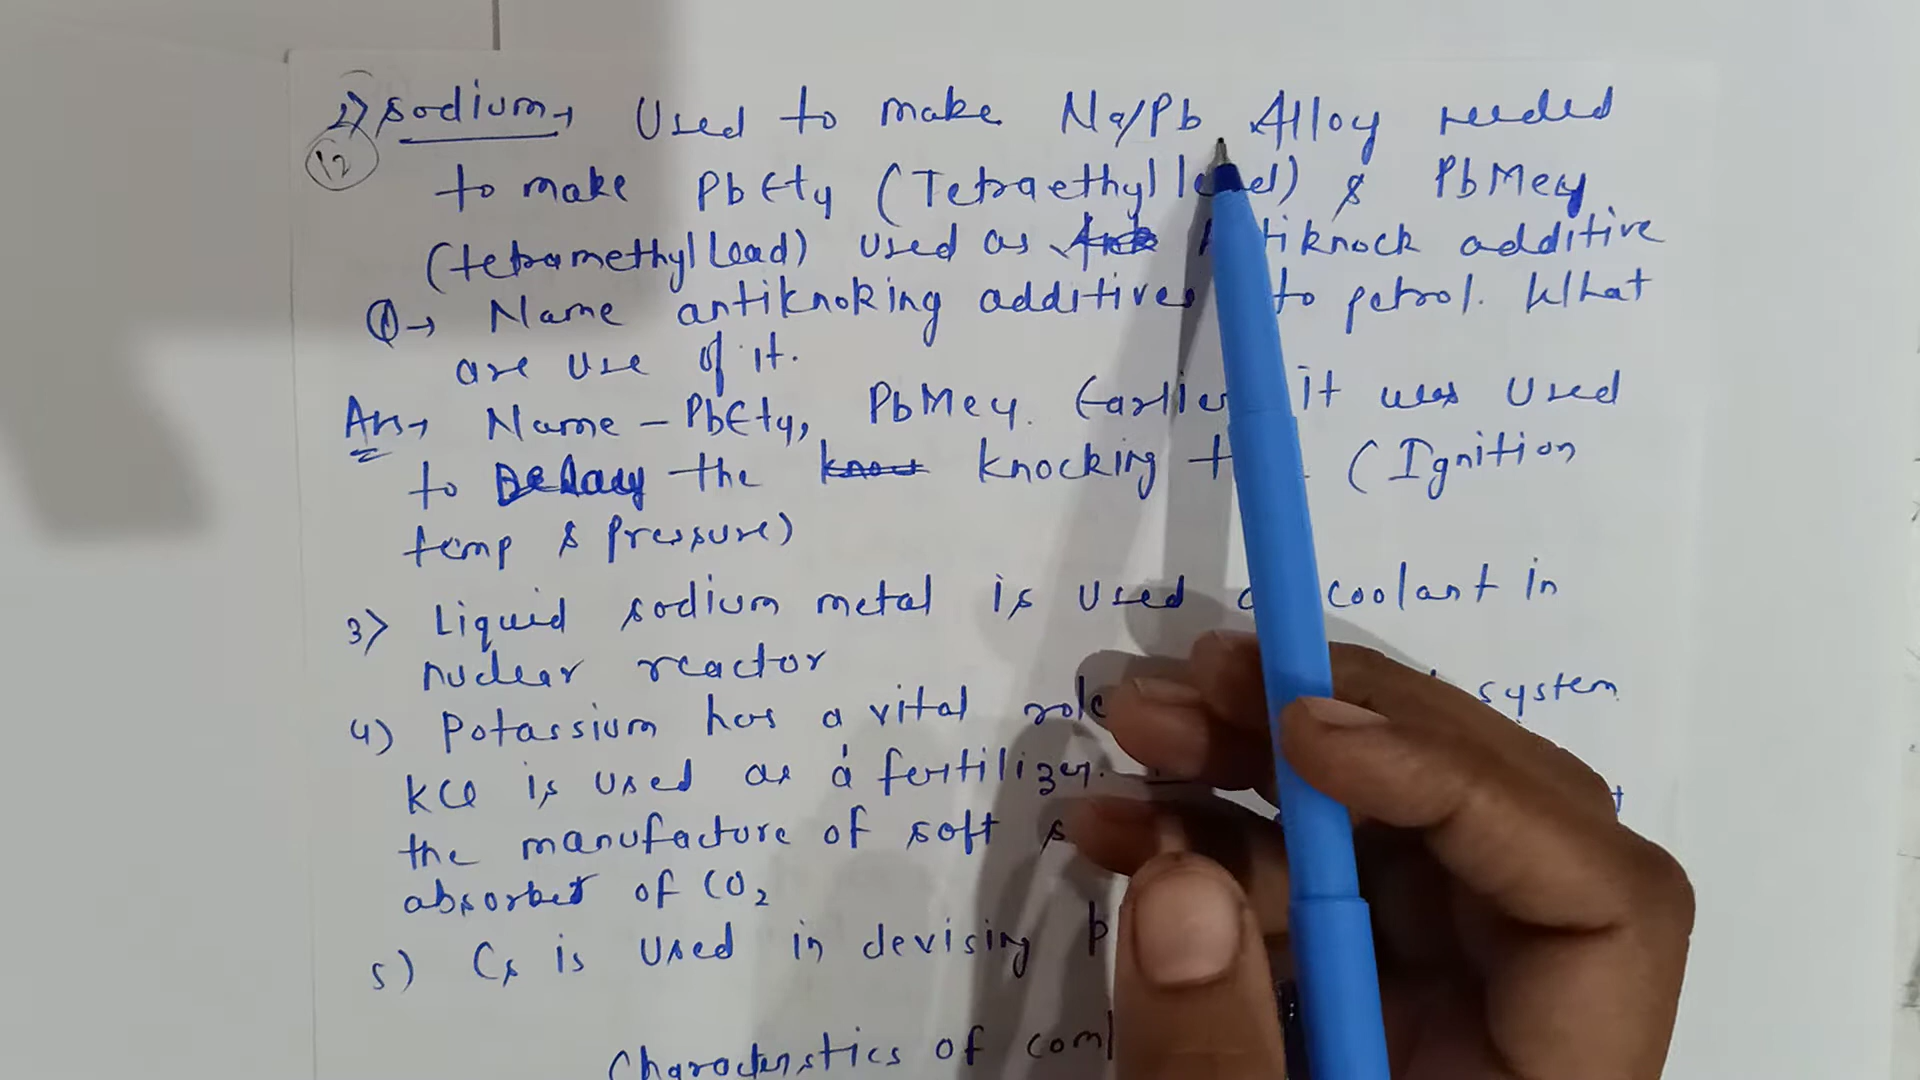 2) Sodium → Used to make Na/Pb Alloy needed
12
to make PbEt4 (Tetraethyl lead) & PbMe4
(tetramethyl lead) used as Antiknock additive
Q → Name antiknoking additives to petrol. What
are use of it.
Ans → Name - PbEt4, PbMe4. Earlier it was used
to Delay the knocking (Ignition
temp & pressure)
3) Liquid sodium metal is used coolant in
nuclear reactor
4) Potassium has a vital role system
KCl is used as a fertilizer.
the manufacture of soft
absorbet of CO2
5) Cs is used in devising
Characterstics of